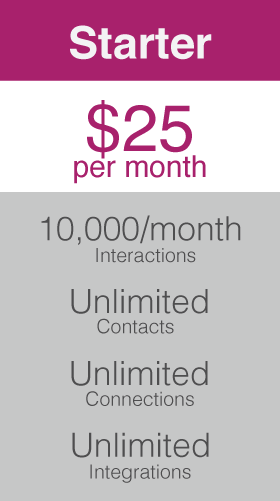 Starter
$25
per month
10,000/month
Interactions
Unlimited
Contacts
Unlimited
Connections
Unlimited
Integrations